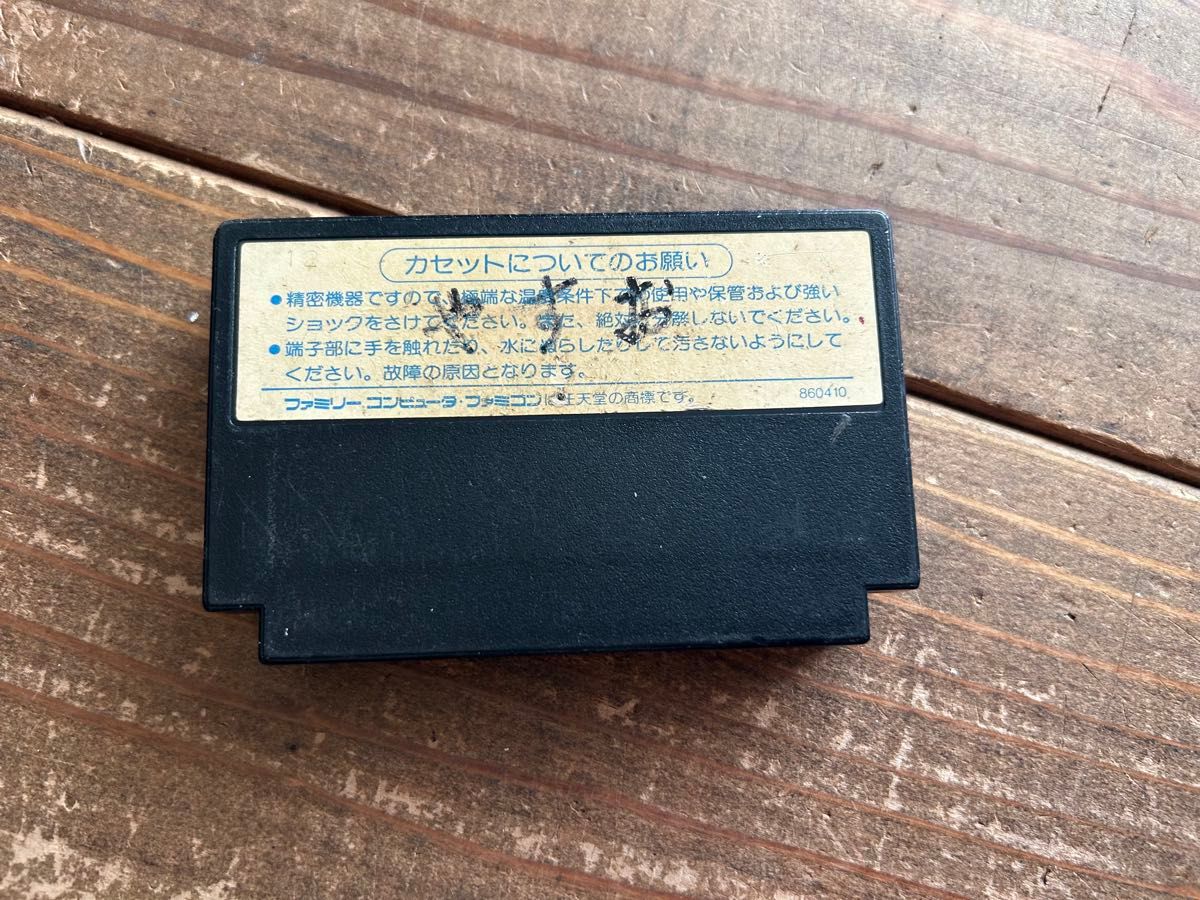 カセットについてのお願い
●精密機器ですので、極端な温度条件下での使用や保管および強い
ショックをさけてください。また、絶対に分解しないでください。
●端子部に手を触れたり、水にぬらしたりして汚さないようにして
ください。故障の原因となります。
ファミリーコンピュータ ファミコンは任天堂の商標です。
860410
やすお